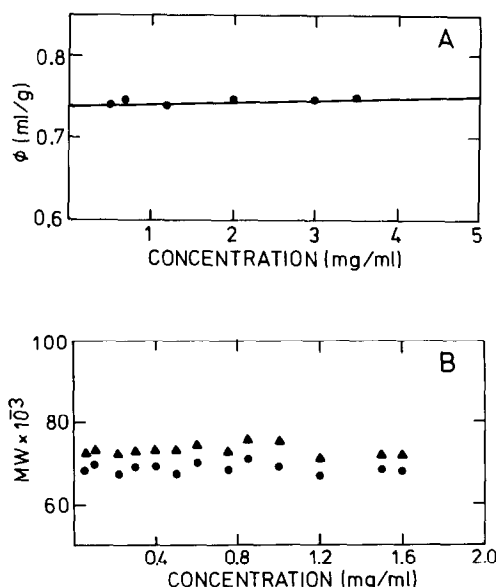 A
0.8
0.7
0.6
φ (ml/g)
1 2 3 4 5
CONCENTRATION (mg/ml)
B
100
80
60
MW×10̄³
0.4 0.8 1.2 1.6 2.0
CONCENTRATION (mg/ml)